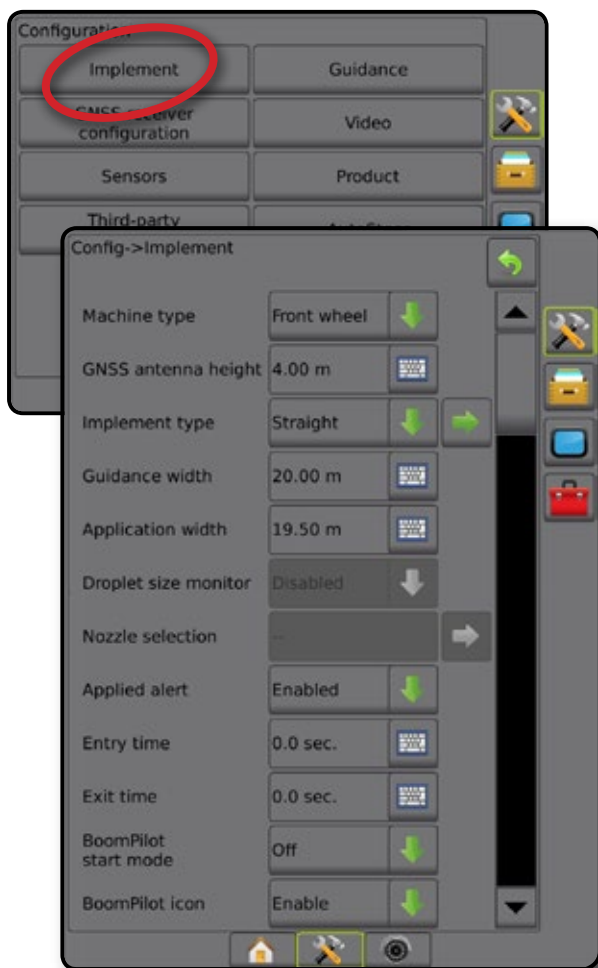 Configuration
Implement
Guidance
GNSS receiver
configuration
Video
Sensors
Product
Third-party
Config->Implement
Machine type
Front wheel
GNSS antenna height
4.00 m
Implement type
Straight
Guidance width
20.00 m
Application width
19.50 m
Droplet size monitor
Disabled
Nozzle selection
--
Applied alert
Enabled
Entry time
0.0 sec.
Exit time
0.0 sec.
BoomPilot
start mode
Off
BoomPilot icon
Enable